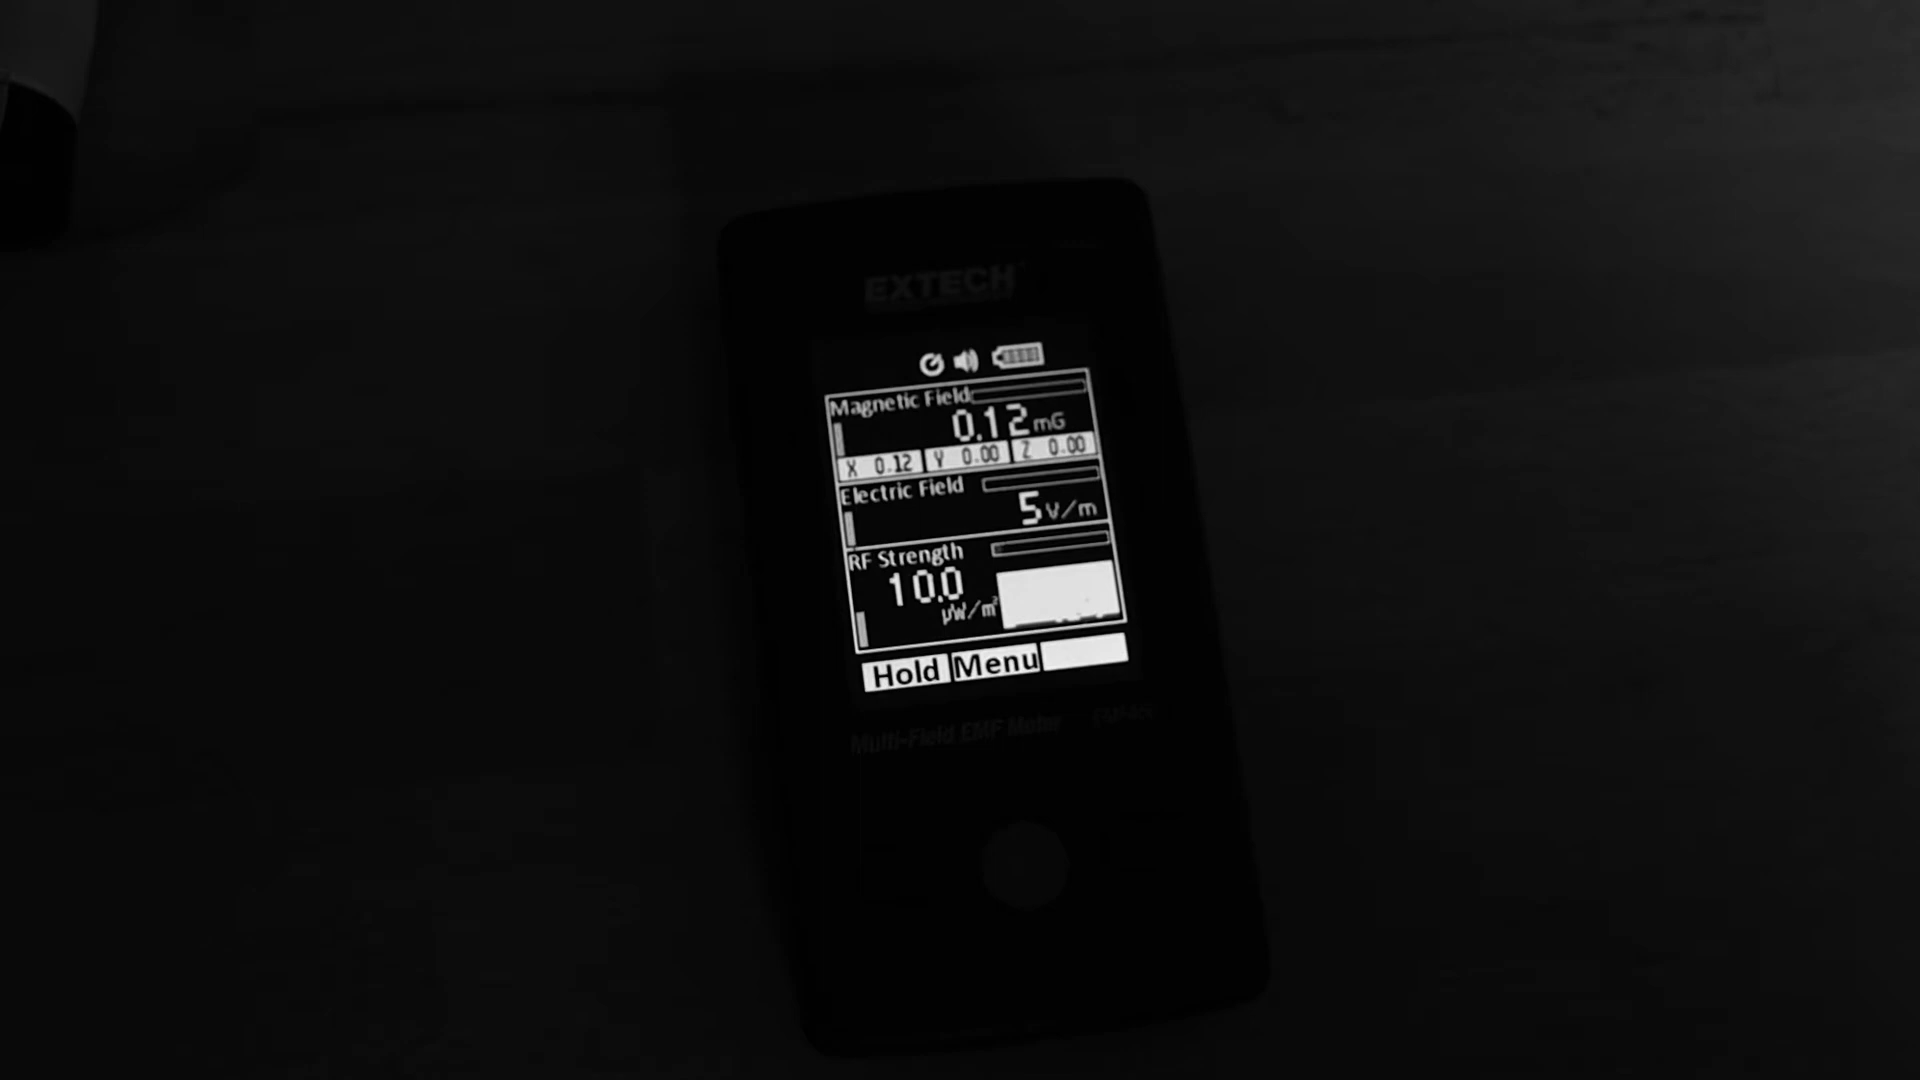 EXTECH
Magnetic Field
0.12 mG
X 0.12 Y 0.00 Z 0.00
Electric Field
5 V/m
RF Strength
10.0
µW/m²
Hold Menu
Multi-Field EMF Meter EMF450